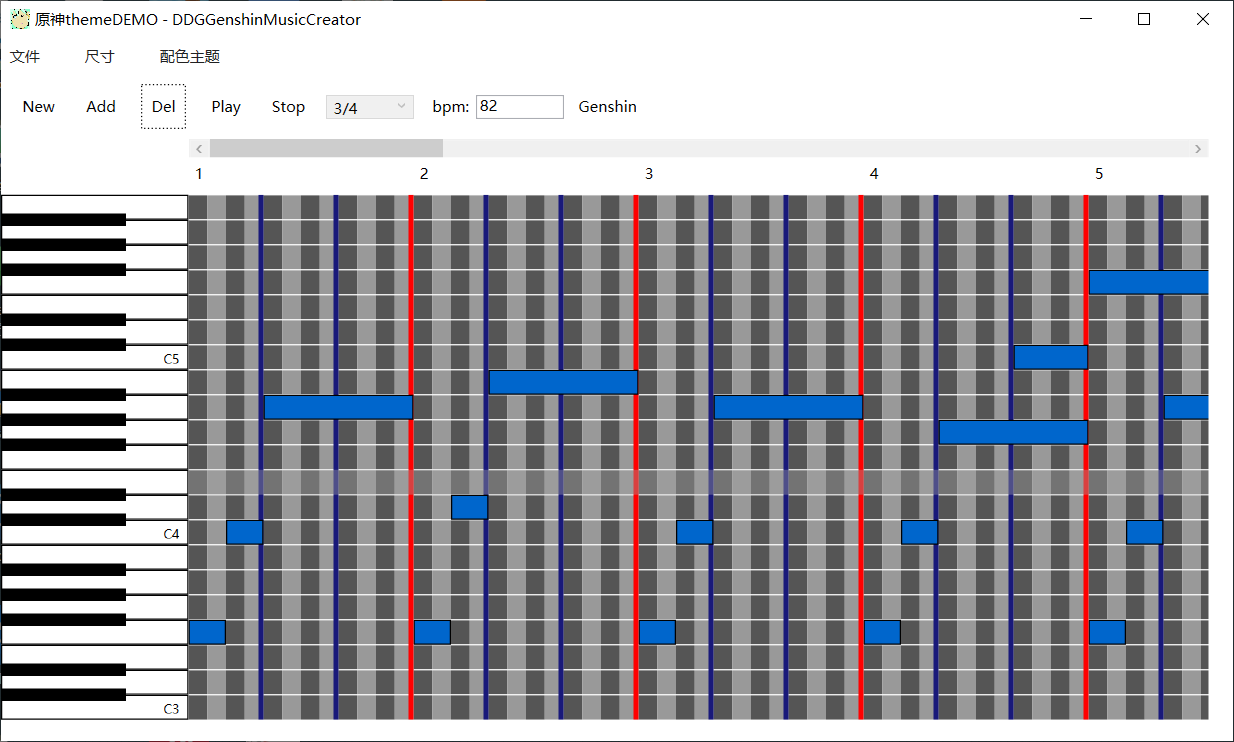 原神themeDEMO - DDGGenshinMusicCreator
文件 尺寸 配色主题
New Add Del Play Stop 3/4 bpm: 82 Genshin
1 2 3 4 5
C5
C4
C3